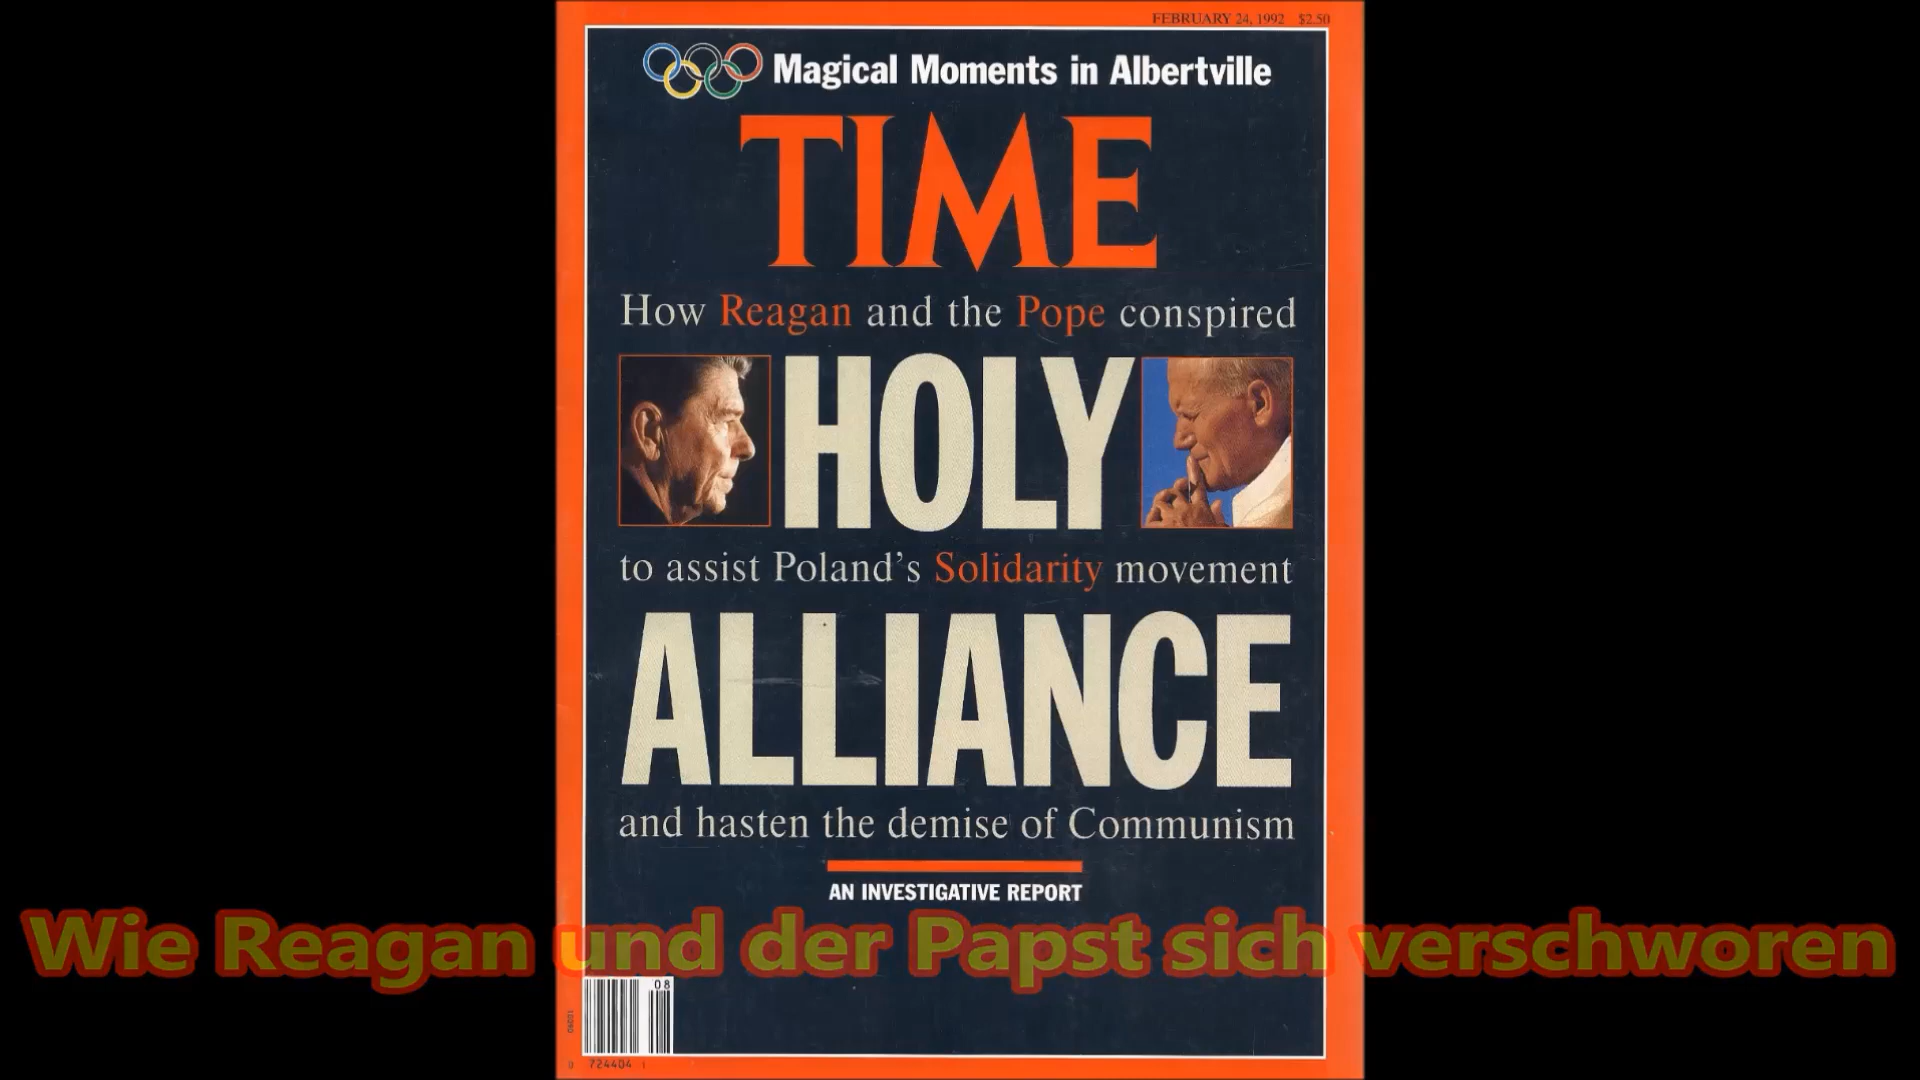 FEBRUARY 24, 1992 $2.50
Magical Moments in Albertville
TIME
How Reagan and the Pope conspired
HOLY
to assist Poland's Solidarity movement
ALLIANCE
and hasten the demise of Communism
AN INVESTIGATIVE REPORT
Wie Reagan und der Papst sich verschworen
08
0 724404 1